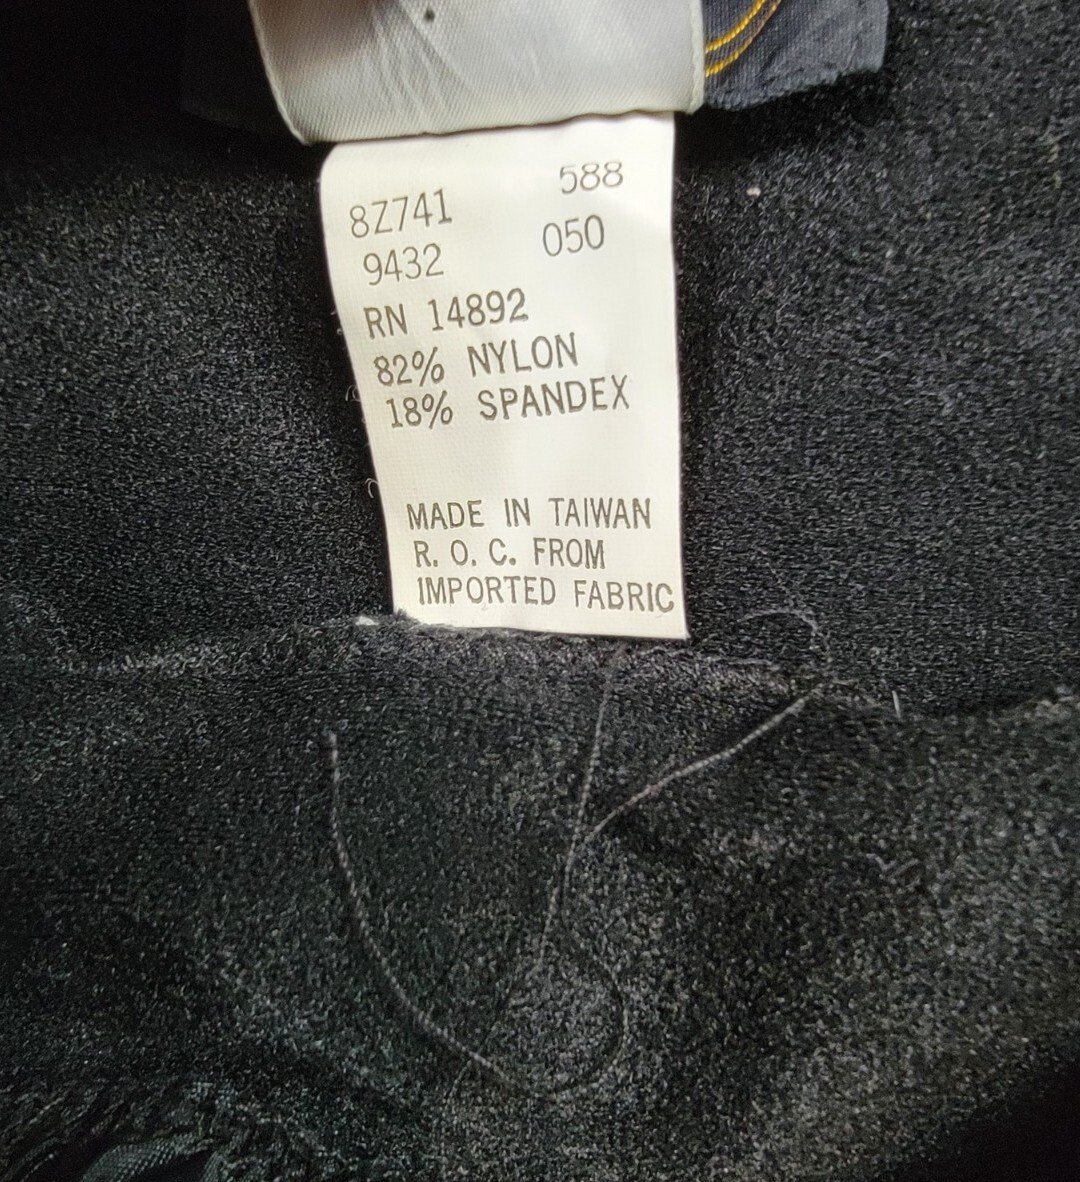 8Z741 588
9432 050
RN 14892
82% NYLON
18% SPANDEX
MADE IN TAIWAN
R. O. C. FROM
IMPORTED FABRIC